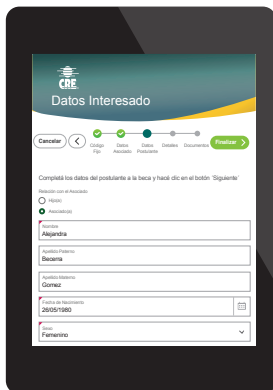 CRE
Datos Interesado
Cancelar
Código Fijo
Datos Asociado
Datos Postulante
Detalles
Documentos
Finalizar
Completá los datos del postulante a la beca y hacé clic en el botón 'Siguiente'
Relación con el Asociado
Hijo(a)
Asociado(a)
Nombre
Alejandra
Apellido Paterno
Becerra
Apellido Materno
Gomez
Fecha de Nacimiento
26/05/1980
Sexo
Femenino